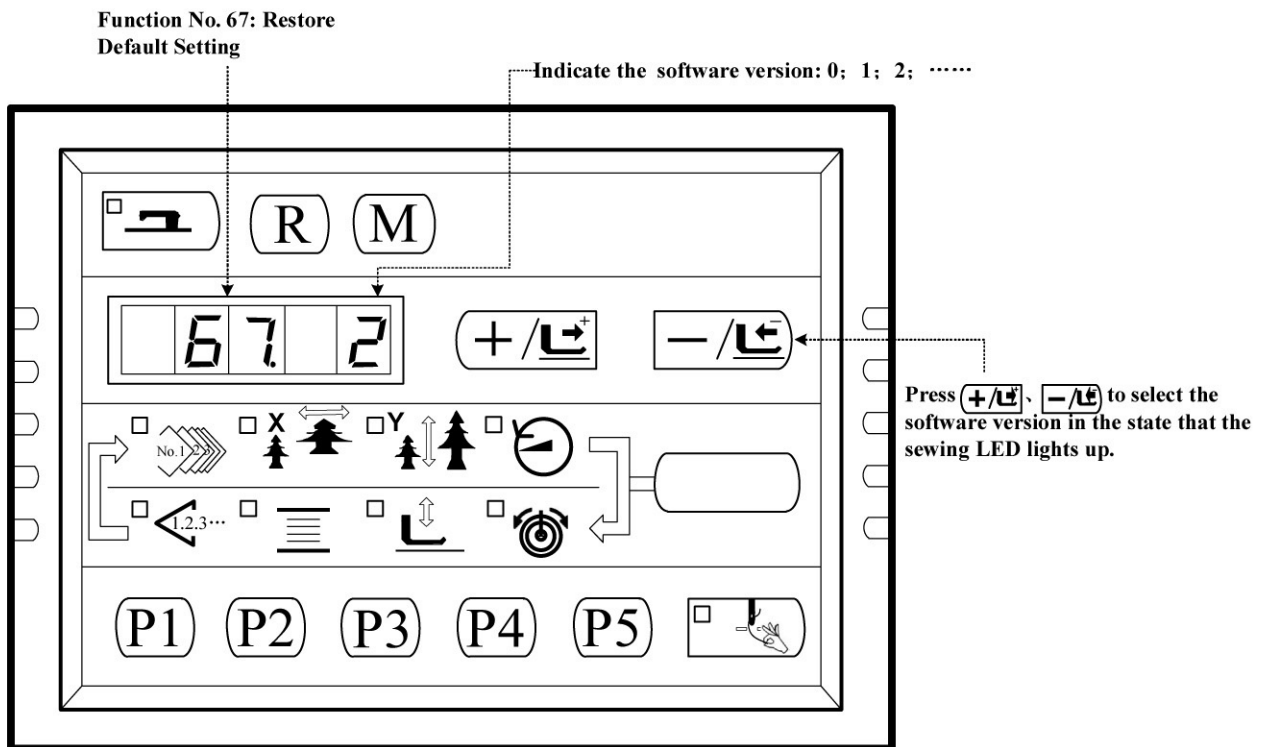 Function No. 67: Restore
Default Setting
Indicate the software version: 0；1；2；……
R M
67. 2
+/ + −/ −
X Y
No.1 2 3
1.2.3…
P1 P2 P3 P4 P5
Press +/ +、−/ − to select the
software version in the state that the
sewing LED lights up.